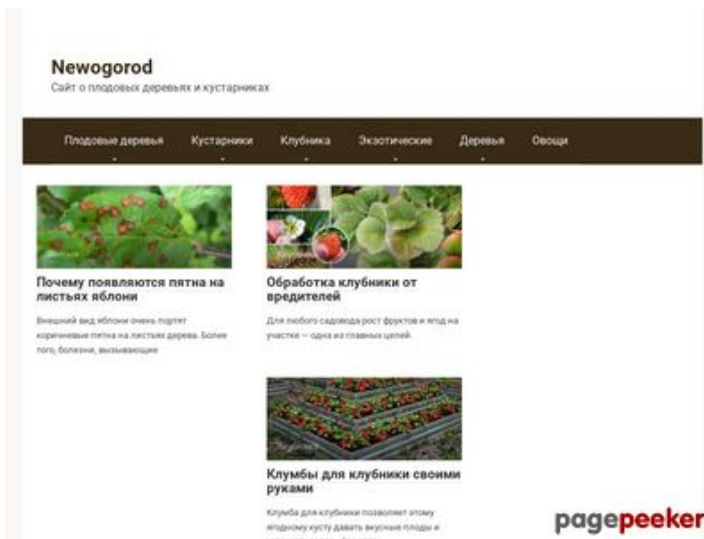 Newogorod
Сайт о плодовых деревьях и кустарниках
Плодовые деревья Кустарники Клубника Экзотические Деревья Овощи
Почему появляются пятна на
листьях яблони
Внешний вид яблони очень портят
коричневые пятна на листьях дерева. Более
того, болезни, вызывающие
Обработка клубники от
вредителей
Для любого садовода рост фруктов и ягод на
участке — одна из главных целей.
Клумбы для клубники своими
руками
Клумба для клубники позволяет этому
ягодному кусту давать вкусные плоды и
pagepeeker